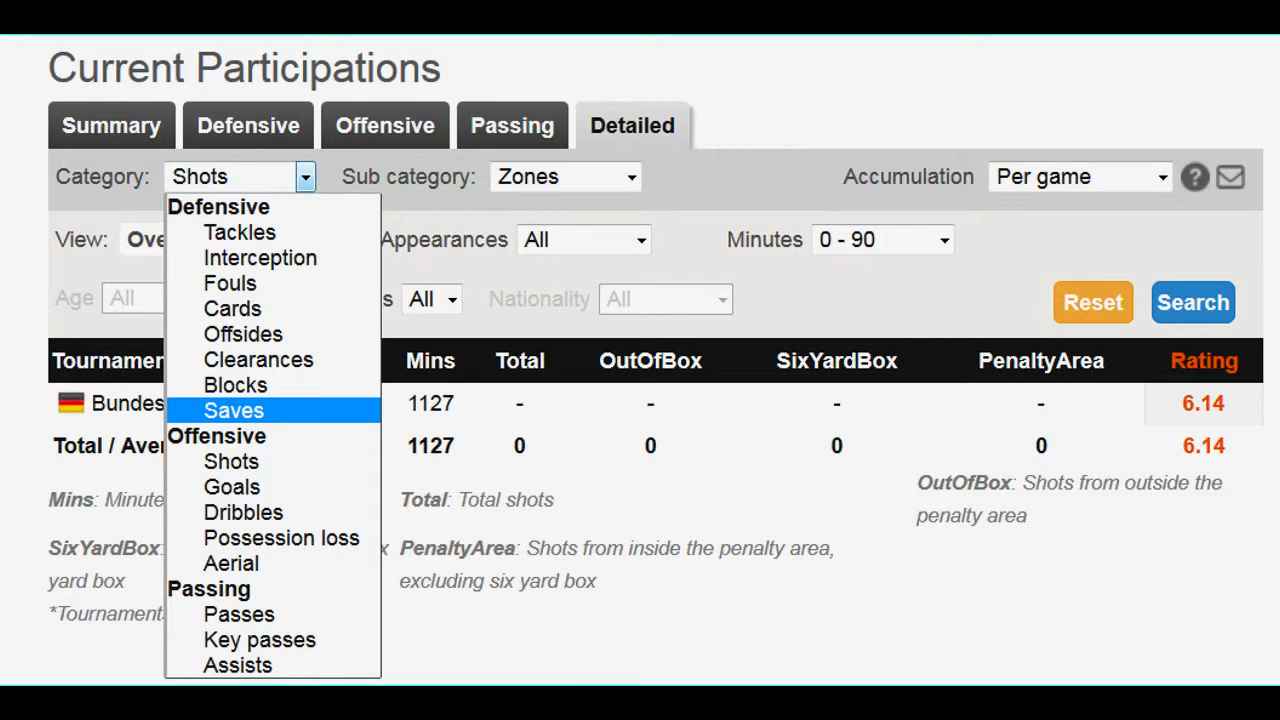 Current Participations
Summary Defensive Offensive Passing Detailed
Category: Shots Sub category: Zones Accumulation Per game ?
Defensive
Tackles
View: Ove Appearances All Minutes 0 - 90
Interception
Fouls
Age All s All Nationality All Reset Search
Cards
Offsides
Clearances
Tournamen Mins Total OutOfBox SixYardBox PenaltyArea Rating
Blocks
Bundes 1127 - - - - 6.14
Saves
Offensive
Total / Aver 1127 0 0 0 0 6.14
Shots
Goals
Mins: Minute Total: Total shots OutOfBox: Shots from outside the
penalty area
Dribbles
Possession loss
SixYardBox: x PenaltyArea: Shots from inside the penalty area,
yard box excluding six yard box
Aerial
Passing
Passes
*Tournaments
Key passes
Assists